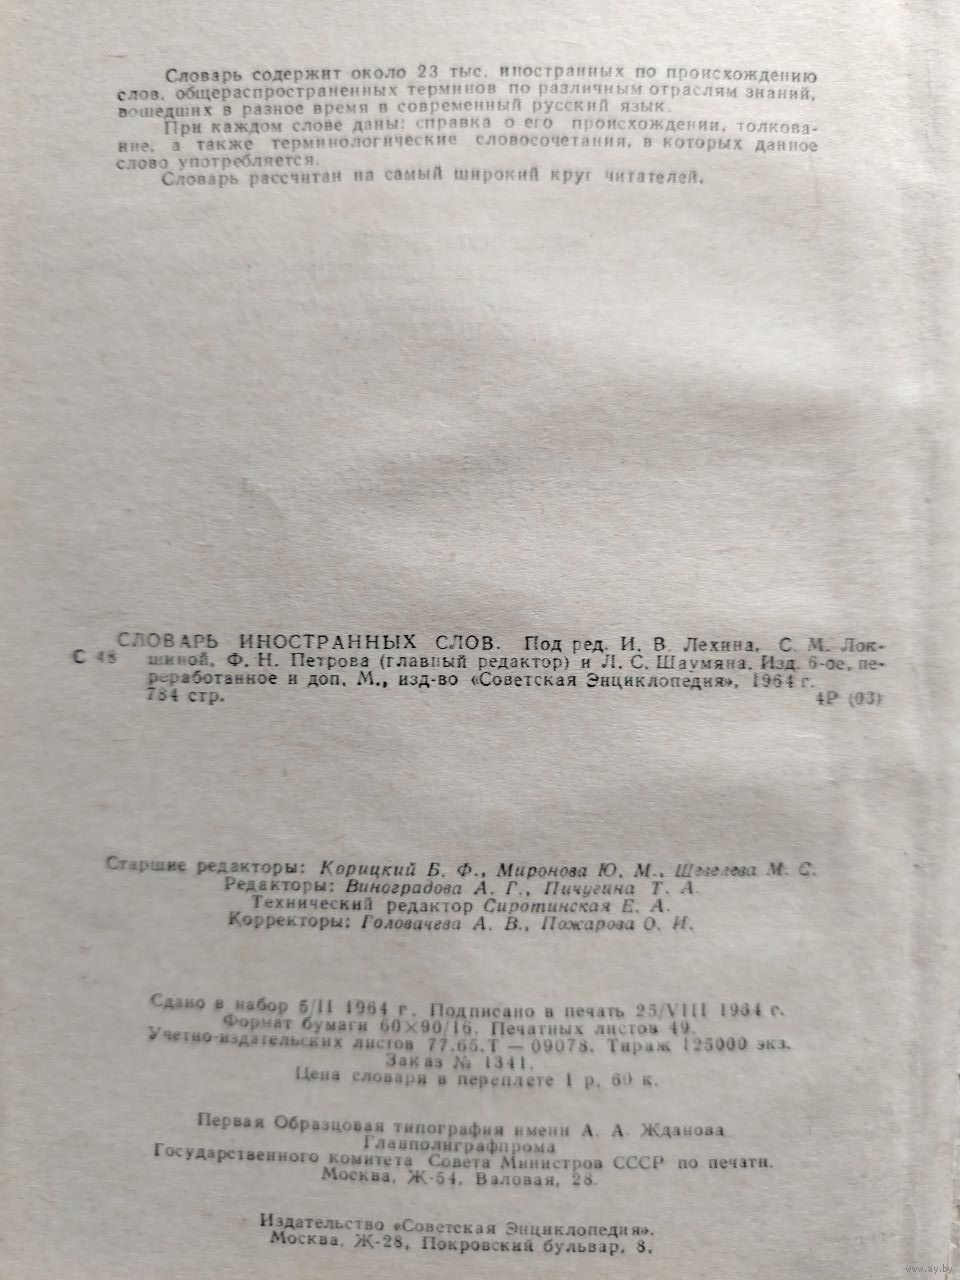 Словарь содержит около 23 тыс. иностранных по происхождению
слов, общераспространенных терминов по различным отраслям знаний,
вошедших в разное время в современный русский язык.
При каждом слове даны: справка о его происхождении, толкова-
ние, а также терминологические словосочетания, в которых данное
слово употребляется.
Словарь рассчитан на самый широкий круг читателей.
СЛОВАРЬ ИНОСТРАННЫХ СЛОВ. Под ред. И. В. Лехина, С. М. Лок-
С 48 шиной, Ф. Н. Петрова (главный редактор) и Л. С. Шаумяна. Изд. 6-ое, пе-
реработанное и доп. М., изд-во «Советская Энциклопедия», 1964 г.
784 стр. 4Р (03)
Старшие редакторы: Корицкий Б. Ф., Миронова Ю. М., Шегелева М. С.
Редакторы: Виноградова А. Г., Пичугина Т. А.
Технический редактор Сиротинская Е. А.
Корректоры: Головачева А. В., Пожарова О. И.
Сдано в набор 5/II 1964 г. Подписано в печать 25/VIII 1964 г.
Формат бумаги 60×90/16. Печатных листов 49.
Учетно-издательских листов 77,65. Т — 09078. Тираж 125000 экз.
Заказ № 1341.
Цена словаря в переплете 1 р. 60 к.
Первая Образцовая типография имени А. А. Жданова
Главполиграфпрома
Государственного комитета Совета Министров СССР по печати.
Москва, Ж-54, Валовая, 28.
Издательство «Советская Энциклопедия».
Москва, Ж-28, Покровский бульвар, 8.
www.ay.by